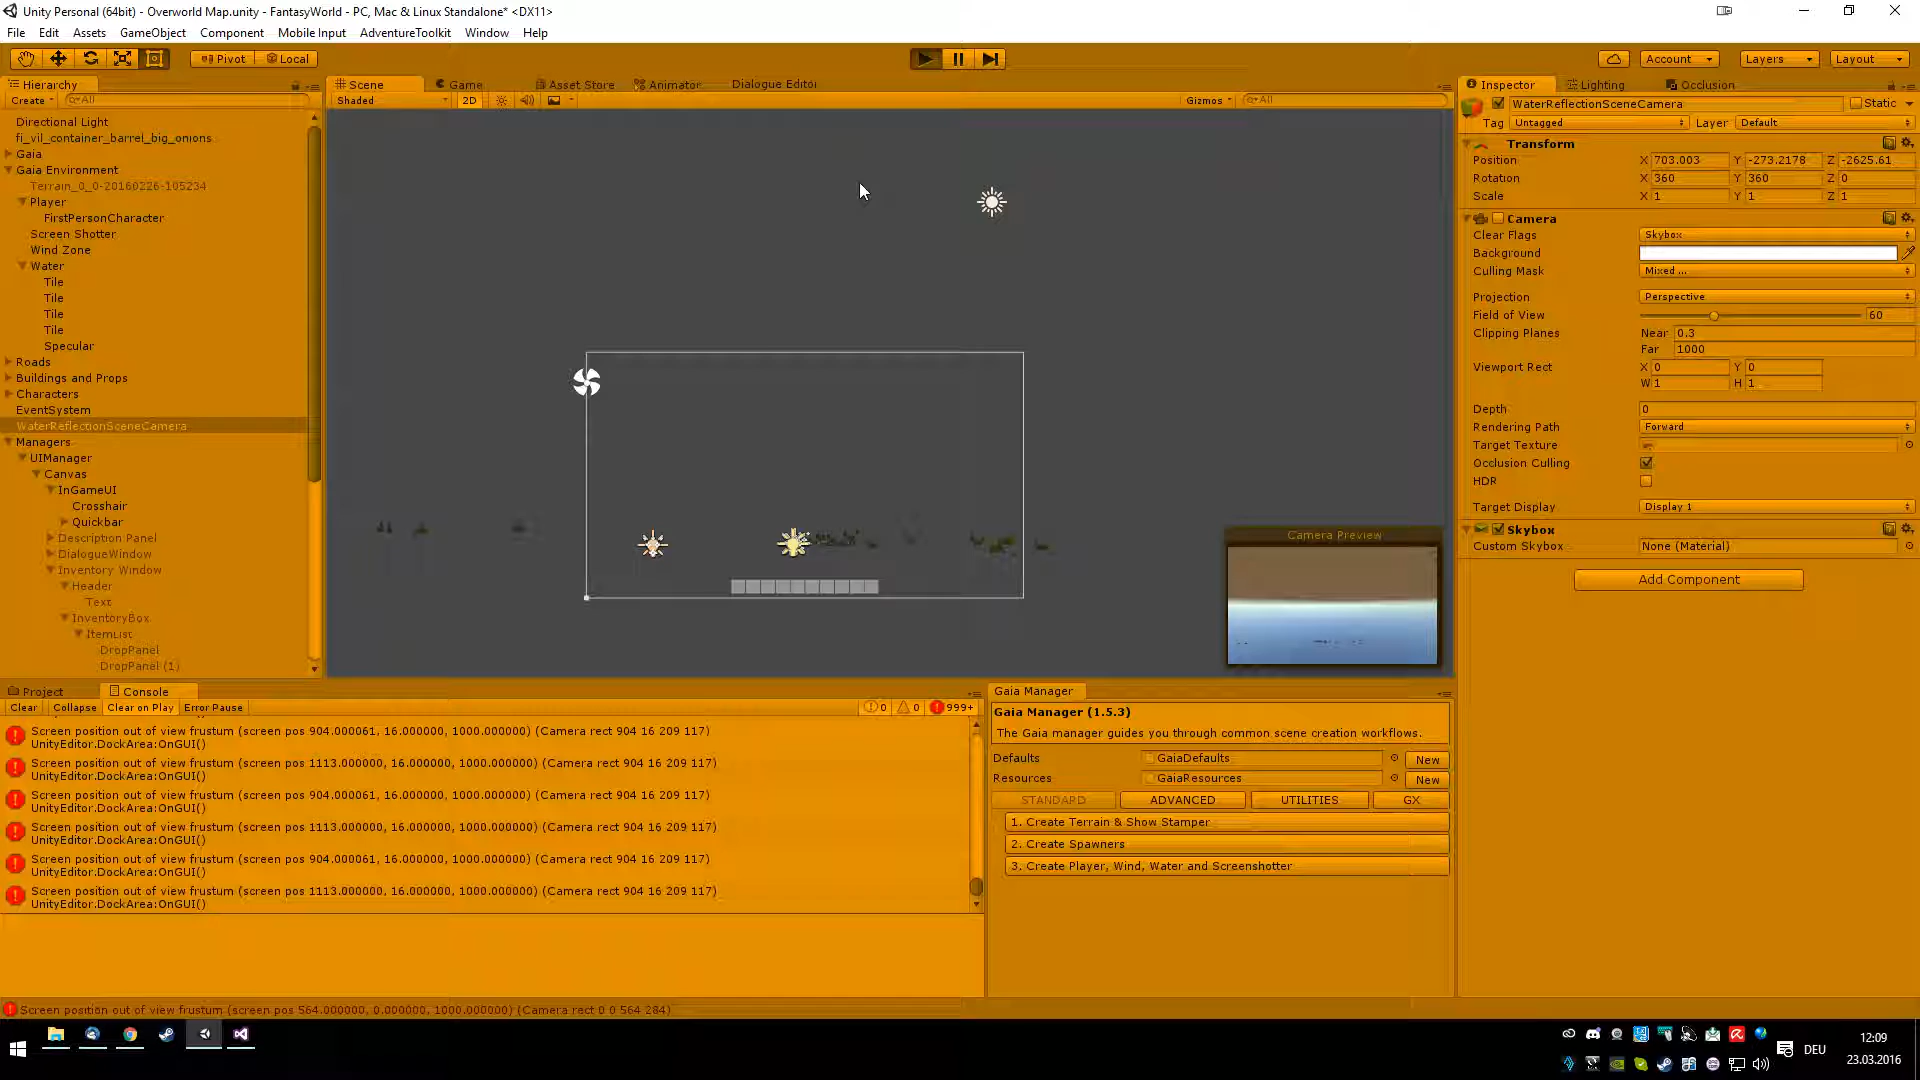 Unity Personal (64bit) - Overworld Map.unity - FantasyWorld - PC, Mac & Linux Standalone* <DX11>
File Edit Assets GameObject Component Mobile Input AdventureToolkit Window Help
Pivot Local Account Layers Layout
Hierarchy
Create All
Directional Light
fi_vil_container_barrel_big_onions
Gaia
Gaia Environment
Terrain_0_0-20160226-105234
Player
FirstPersonCharacter
Screen Shotter
Wind Zone
Water
Tile
Tile
Tile
Tile
Specular
Roads
Buildings and Props
Characters
EventSystem
WaterReflectionSceneCamera
Managers
UIManager
Canvas
InGameUI
Crosshair
Quickbar
Description Panel
DialogueWindow
Inventory Window
Header
Text
InventoryBox
ItemList
DropPanel
DropPanel (1)
Scene Game Asset Store Animator Dialogue Editor
Shaded 2D Gizmos All
Camera Preview
Inspector Lighting Occlusion
WaterReflectionSceneCamera Static
Tag Untagged Layer Default
Transform
Position X 703.003 Y -273.2178 Z -2625.61
Rotation X 360 Y 360 Z 0
Scale X 1 Y 1 Z 1
Camera
Clear Flags Skybox
Background
Culling Mask Mixed ...
Projection Perspective
Field of View 60
Clipping Planes Near 0.3
Far 1000
Viewport Rect X 0 Y 0
W 1 H 1
Depth 0
Rendering Path Forward
Target Texture
Occlusion Culling
HDR
Target Display Display 1
Skybox
Custom Skybox None (Material)
Add Component
Project Console
Clear Collapse Clear on Play Error Pause 0 0 999+
Screen position out of view frustum (screen pos 904.000061, 16.000000, 1000.000000) (Camera rect 904 16 209 117)
UnityEditor.DockArea:OnGUI()
Screen position out of view frustum (screen pos 1113.000000, 16.000000, 1000.000000) (Camera rect 904 16 209 117)
UnityEditor.DockArea:OnGUI()
Screen position out of view frustum (screen pos 904.000061, 16.000000, 1000.000000) (Camera rect 904 16 209 117)
UnityEditor.DockArea:OnGUI()
Screen position out of view frustum (screen pos 1113.000000, 16.000000, 1000.000000) (Camera rect 904 16 209 117)
UnityEditor.DockArea:OnGUI()
Screen position out of view frustum (screen pos 904.000061, 16.000000, 1000.000000) (Camera rect 904 16 209 117)
UnityEditor.DockArea:OnGUI()
Screen position out of view frustum (screen pos 1113.000000, 16.000000, 1000.000000) (Camera rect 904 16 209 117)
UnityEditor.DockArea:OnGUI()
Gaia Manager
Gaia Manager (1.5.3)
The Gaia manager guides you through common scene creation workflows.
Defaults GaiaDefaults New
Resources GaiaResources New
STANDARD ADVANCED UTILITIES GX
1. Create Terrain & Show Stamper
2. Create Spawners
3. Create Player, Wind, Water and Screenshotter
Screen position out of view frustum (screen pos 564.000000, 0.000000, 1000.000000) (Camera rect 0 0 564 284)
DEU
12:09
23.03.2016